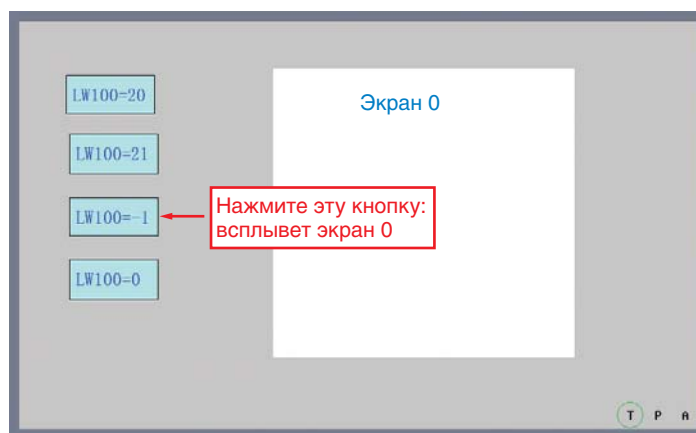 LW100=20
Экран 0
LW100=21
LW100=-1
Нажмите эту кнопку:
всплывет экран 0
LW100=0
T P A